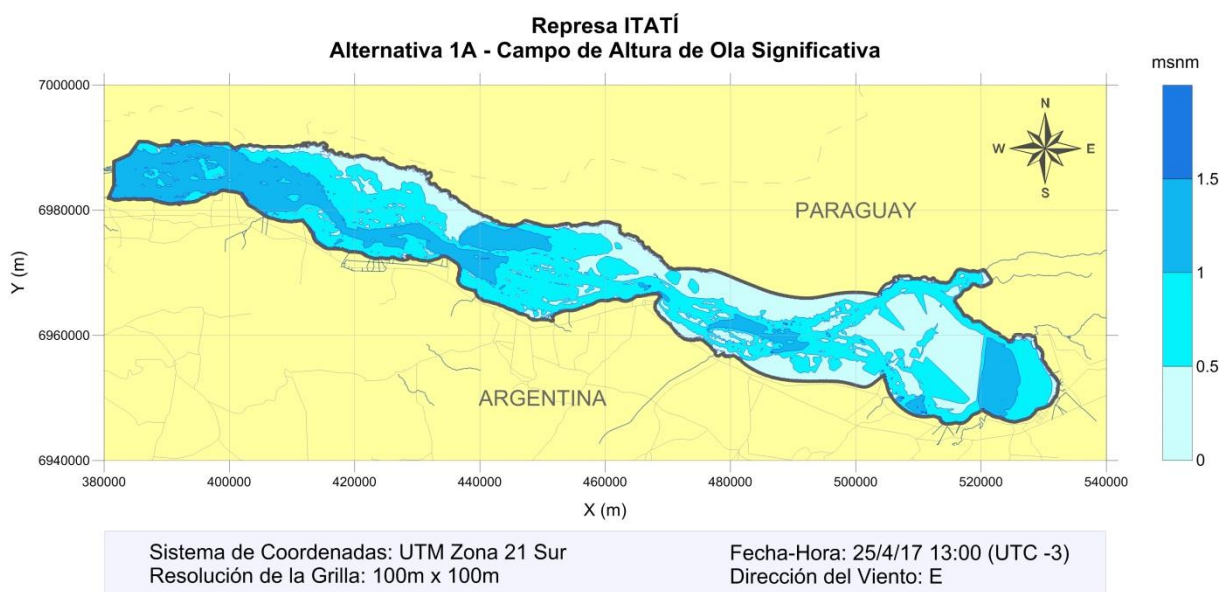 Represa ITATÍ
Alternativa 1A - Campo de Altura de Ola Significativa
msnm
7000000
6980000
6960000
6940000
Y (m)
N
W
E
S
PARAGUAY
ARGENTINA
1.5
1
0.5
0
380000 400000 420000 440000 460000 480000 500000 520000 540000
X (m)
Sistema de Coordenadas: UTM Zona 21 Sur
Resolución de la Grilla: 100m x 100m
Fecha-Hora: 25/4/17 13:00 (UTC -3)
Dirección del Viento: E